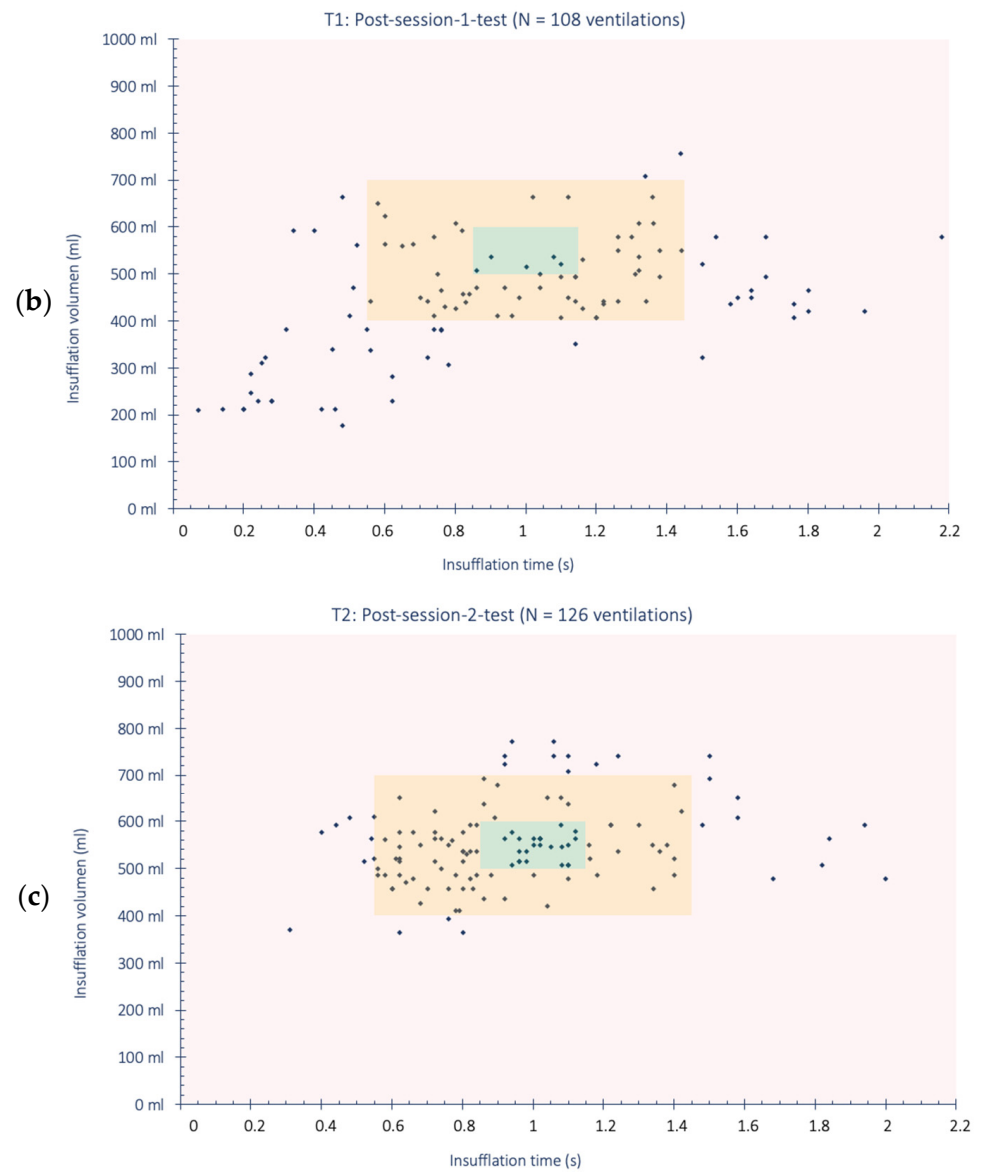 T1: Post-session-1-test (N = 108 ventilations)
1000 ml
900 ml
800 ml
700 ml
600 ml
500 ml
400 ml
300 ml
200 ml
100 ml
0 ml
Insufflation volumen (ml)
(b)
0 0.2 0.4 0.6 0.8 1 1.2 1.4 1.6 1.8 2 2.2
Insufflation time (s)
T2: Post-session-2-test (N = 126 ventilations)
1000 ml
900 ml
800 ml
700 ml
600 ml
500 ml
400 ml
300 ml
200 ml
100 ml
0 ml
Insufflation volumen (ml)
(c)
0 0.2 0.4 0.6 0.8 1 1.2 1.4 1.6 1.8 2 2.2
Insufflation time (s)